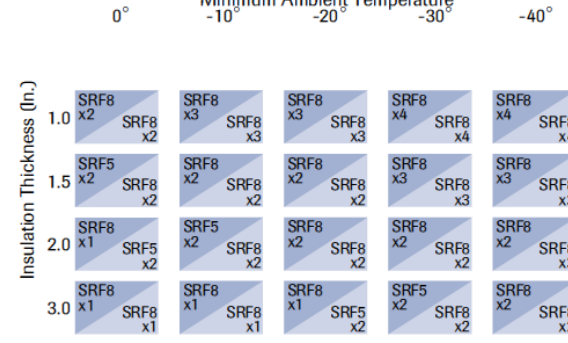 Minimum Ambient Temperature
0° -10° -20° -30° -40°
Insulation Thickness (In.)
1.0
SRF8 SRF8 SRF8 SRF8 SRF8
x2 x3 x3 x4 x4
SRF8 SRF8 SRF8 SRF8
x2 x3 x3 x4
1.5
SRF5 SRF8 SRF8 SRF8 SRF8
x2 x2 x2 x3 x3
SRF8 SRF8 SRF8 SRF8
x2 x2 x2 x3
2.0
SRF8 SRF5 SRF8 SRF8 SRF8
x1 x2 x2 x2 x2
SRF5 SRF8 SRF8 SRF8
x2 x2 x2 x2
3.0
SRF8 SRF8 SRF8 SRF5 SRF8
x1 x1 x1 x2 x2
SRF8 SRF8 SRF5 SRF8
x1 x1 x2 x2